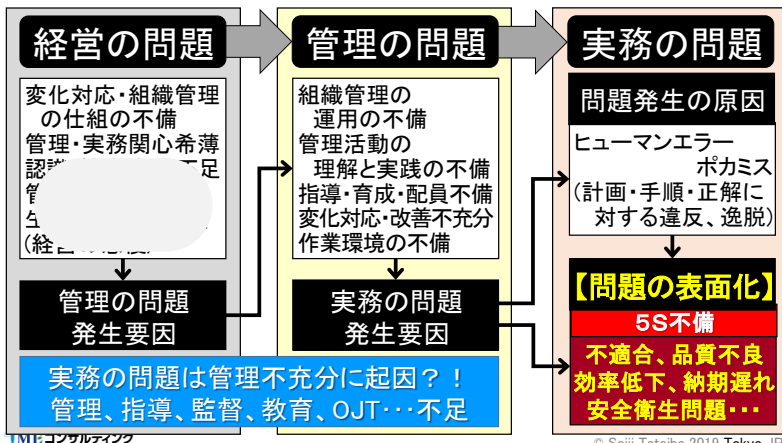 経営の問題
変化対応・組織管理
の仕組の不備
管理・実務関心希薄
認識
不足
(経営の
管理の問題
発生要因
管理の問題
組織管理の
運用の不備
管理活動の
理解と実践の不備
指導・育成・配員不備
変化対応・改善不充分
作業環境の不備
実務の問題
発生要因
実務の問題は管理不充分に起因？！
管理、指導、監督、教育、OJT･･･不足
実務の問題
問題発生の原因
ヒューマンエラー
ポカミス
(計画・手順・正解に
対する違反、逸脱)
【問題の表面化】
5S不備
不適合、品質不良
効率低下、納期遅れ
安全衛生問題･･･
コンサルティング
© Seiji Tateiba 2019 Tokyo